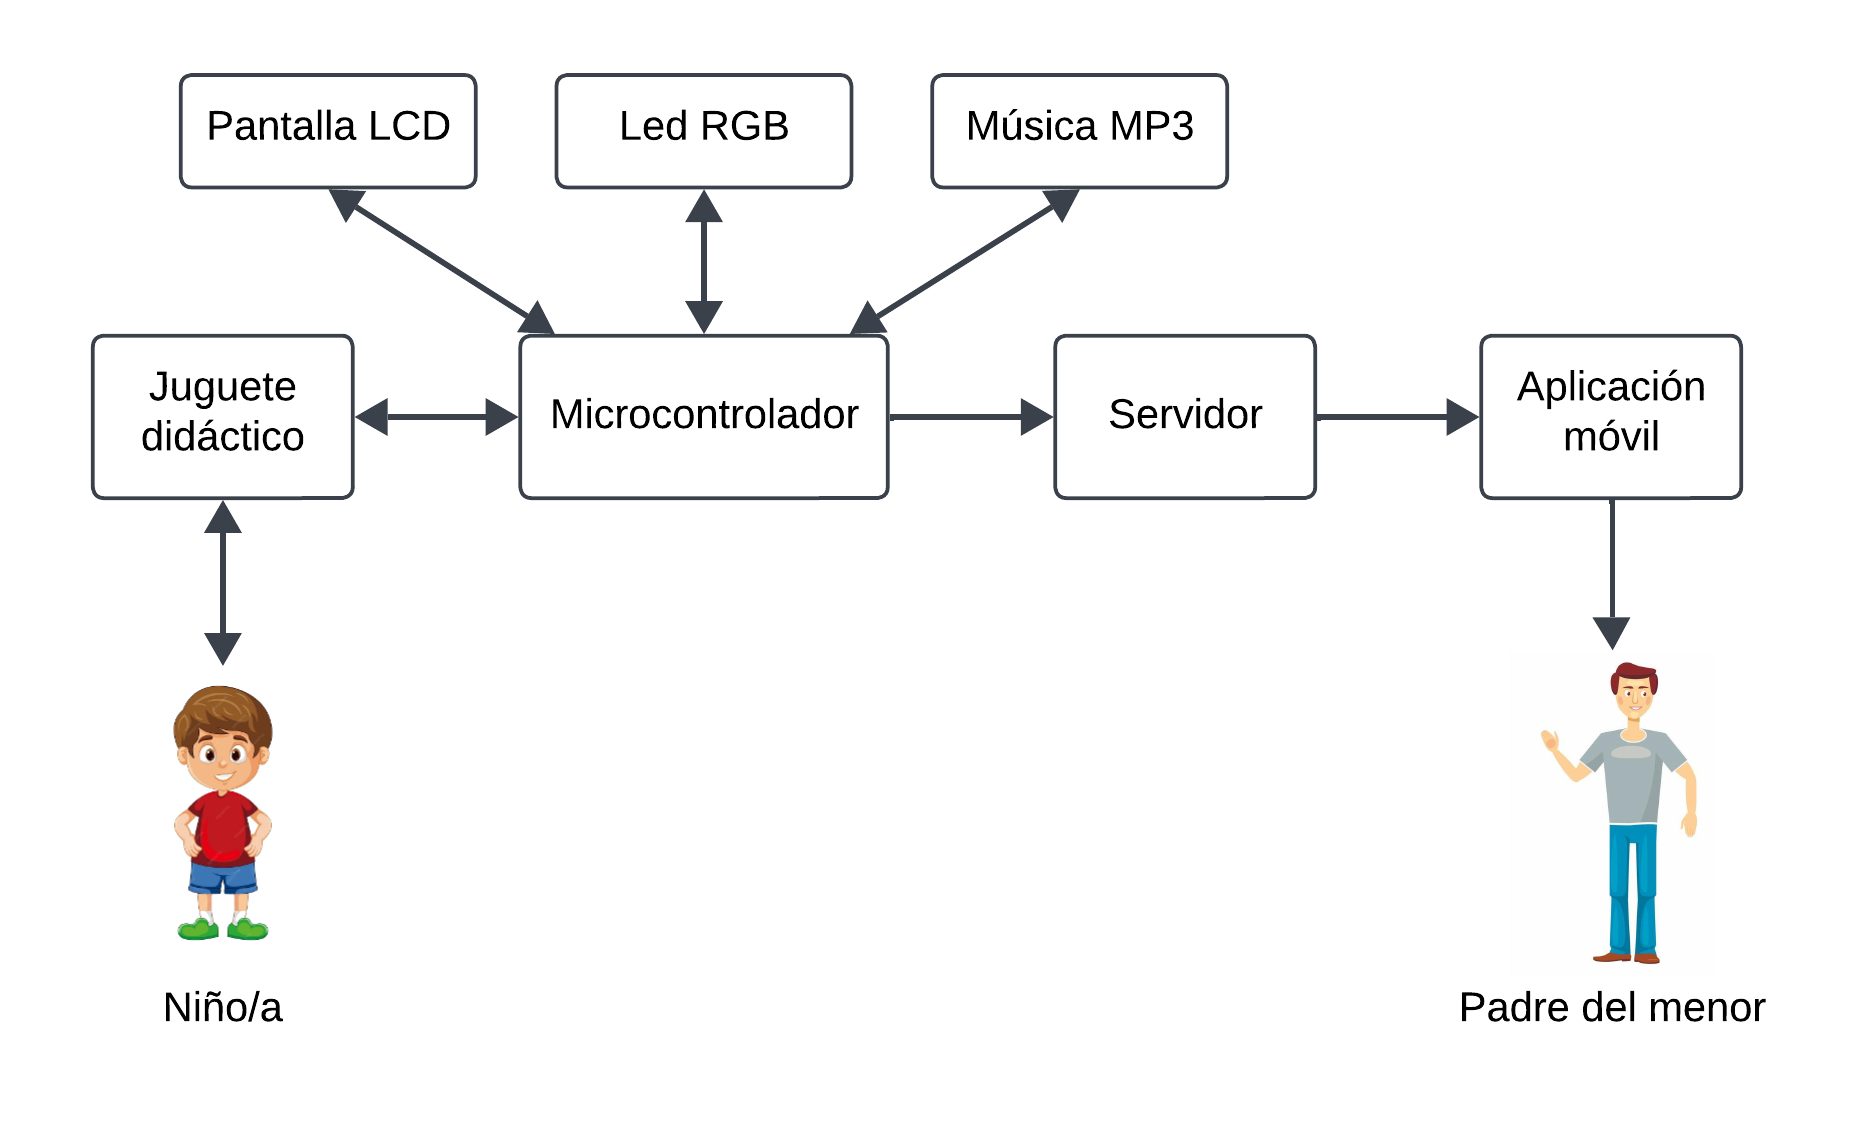 Pantalla LCD
Led RGB
Música MP3
Juguete
didáctico
Microcontrolador
Servidor
Aplicación
móvil
Niño/a
Padre del menor